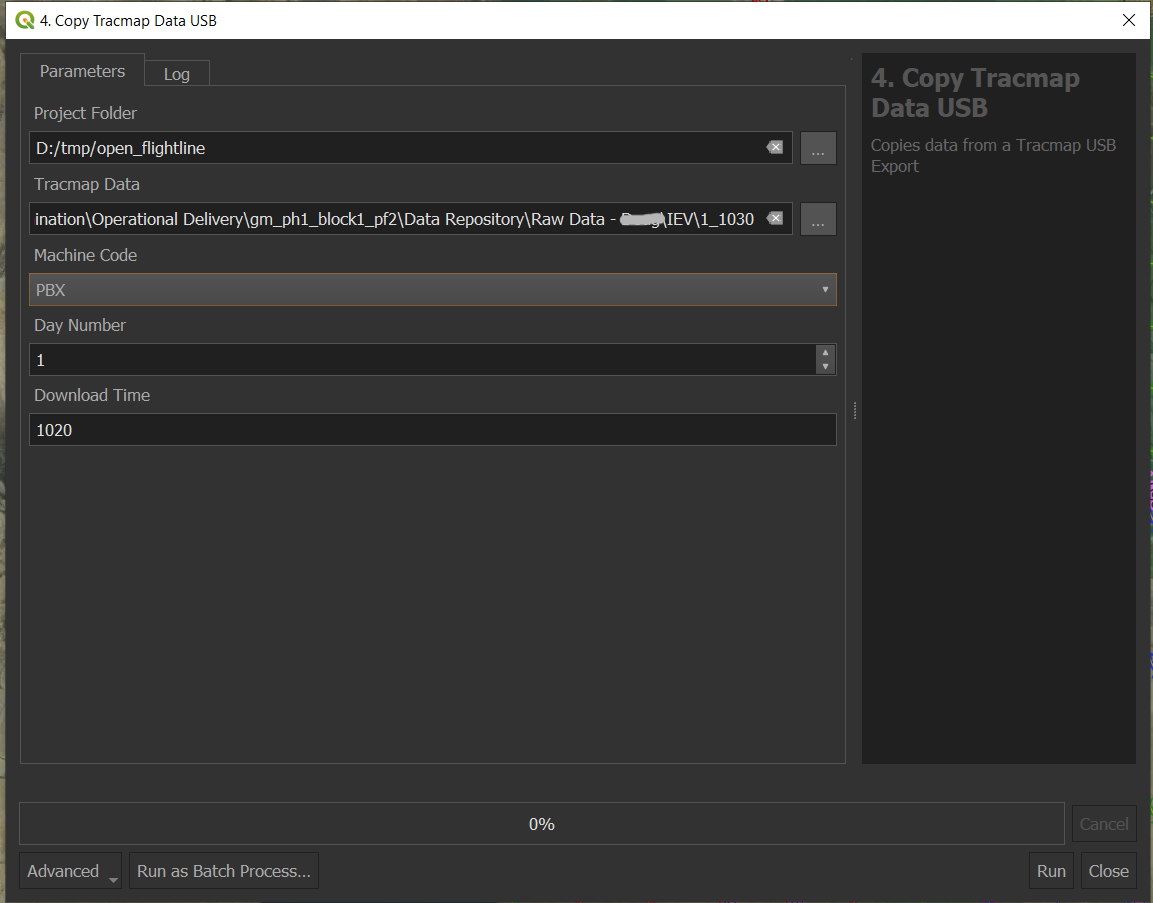 4. Copy Tracmap Data USB
Parameters
Log
Project Folder
D:/tmp/open_flightline
...
Tracmap Data
ination\Operational Delivery\gm_ph1_block1_pf2\Data Repository\Raw Data - \IEV\1_1030
...
Machine Code
PBX
Day Number
1
Download Time
1020
4. Copy Tracmap
Data USB
Copies data from a Tracmap USB
Export
0%
Cancel
Advanced
Run as Batch Process...
Run
Close